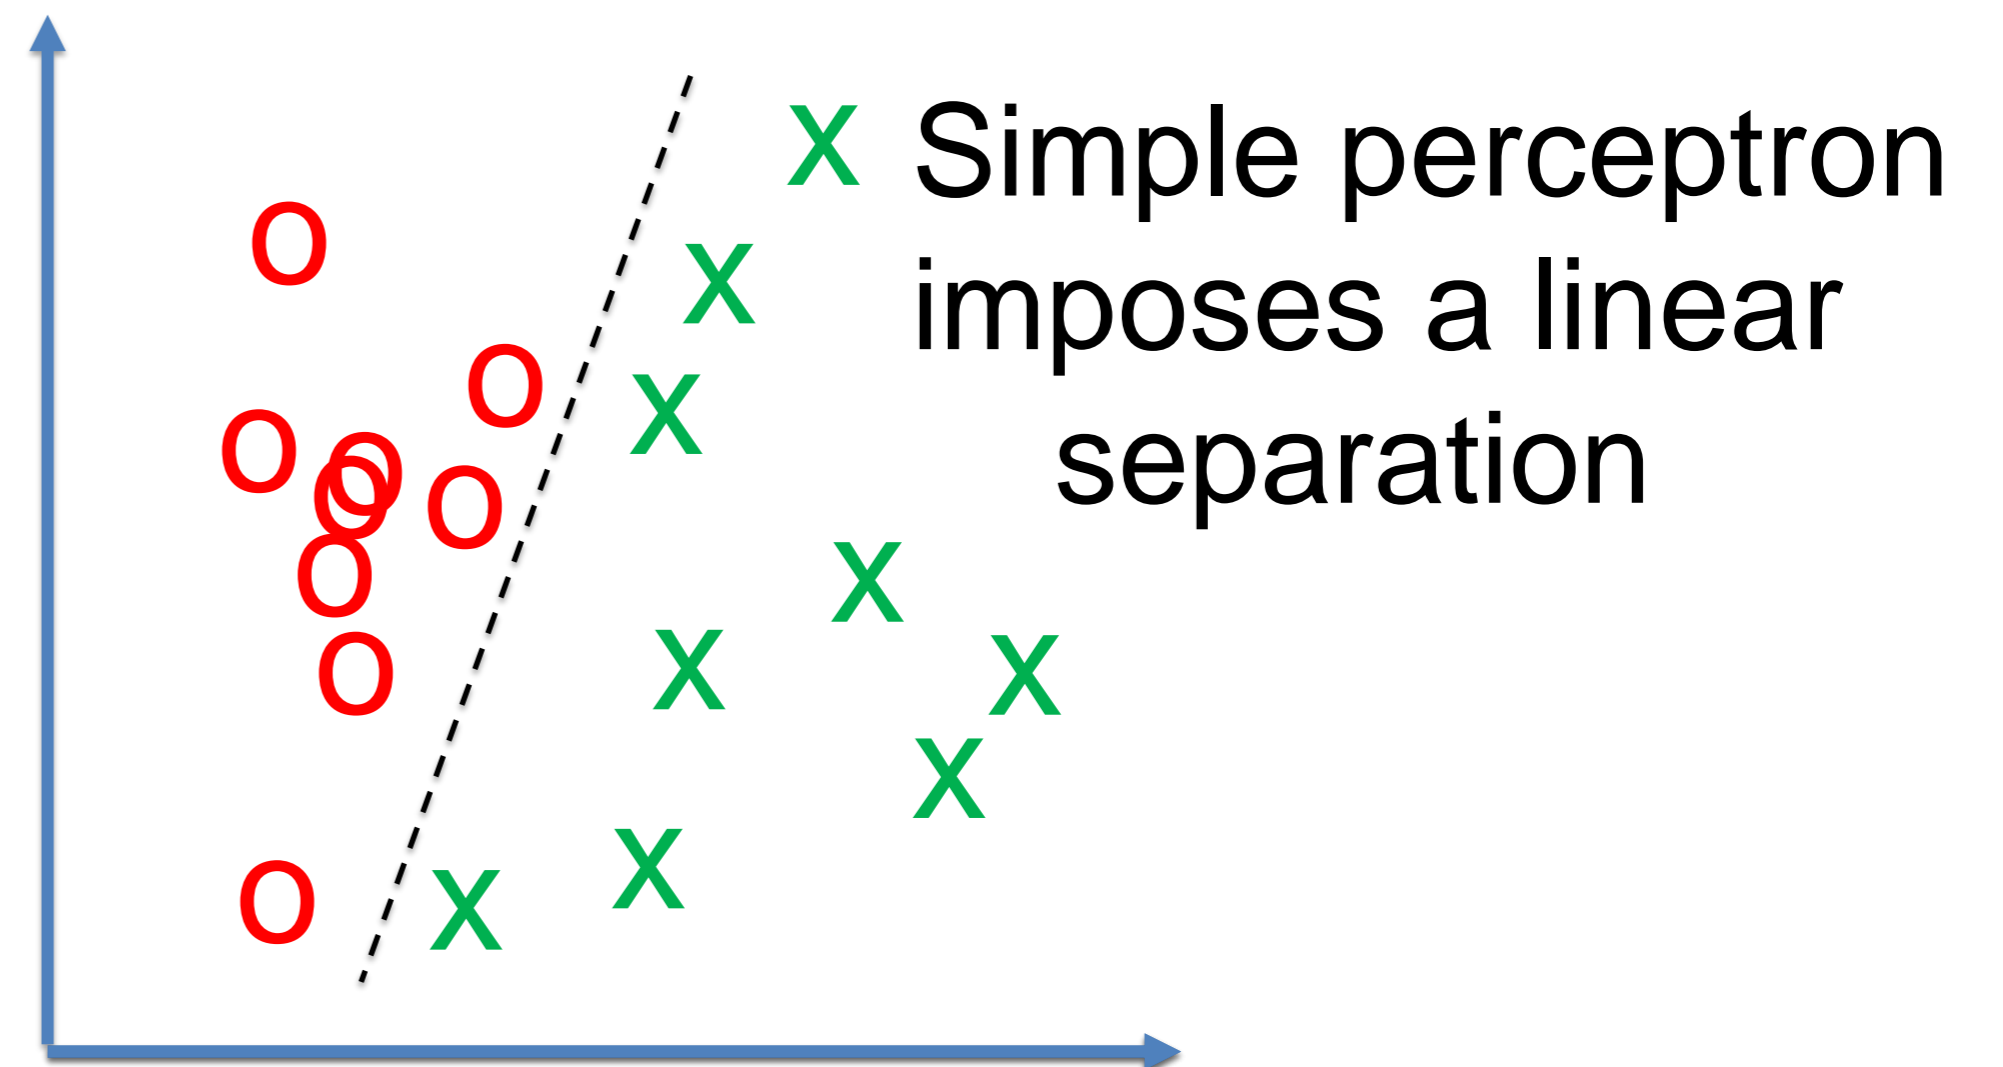 Simple perceptron
imposes a linear
separation
x
x
o
o
x
o
o
o
o
o
x
o
x
x
x
x
o
x